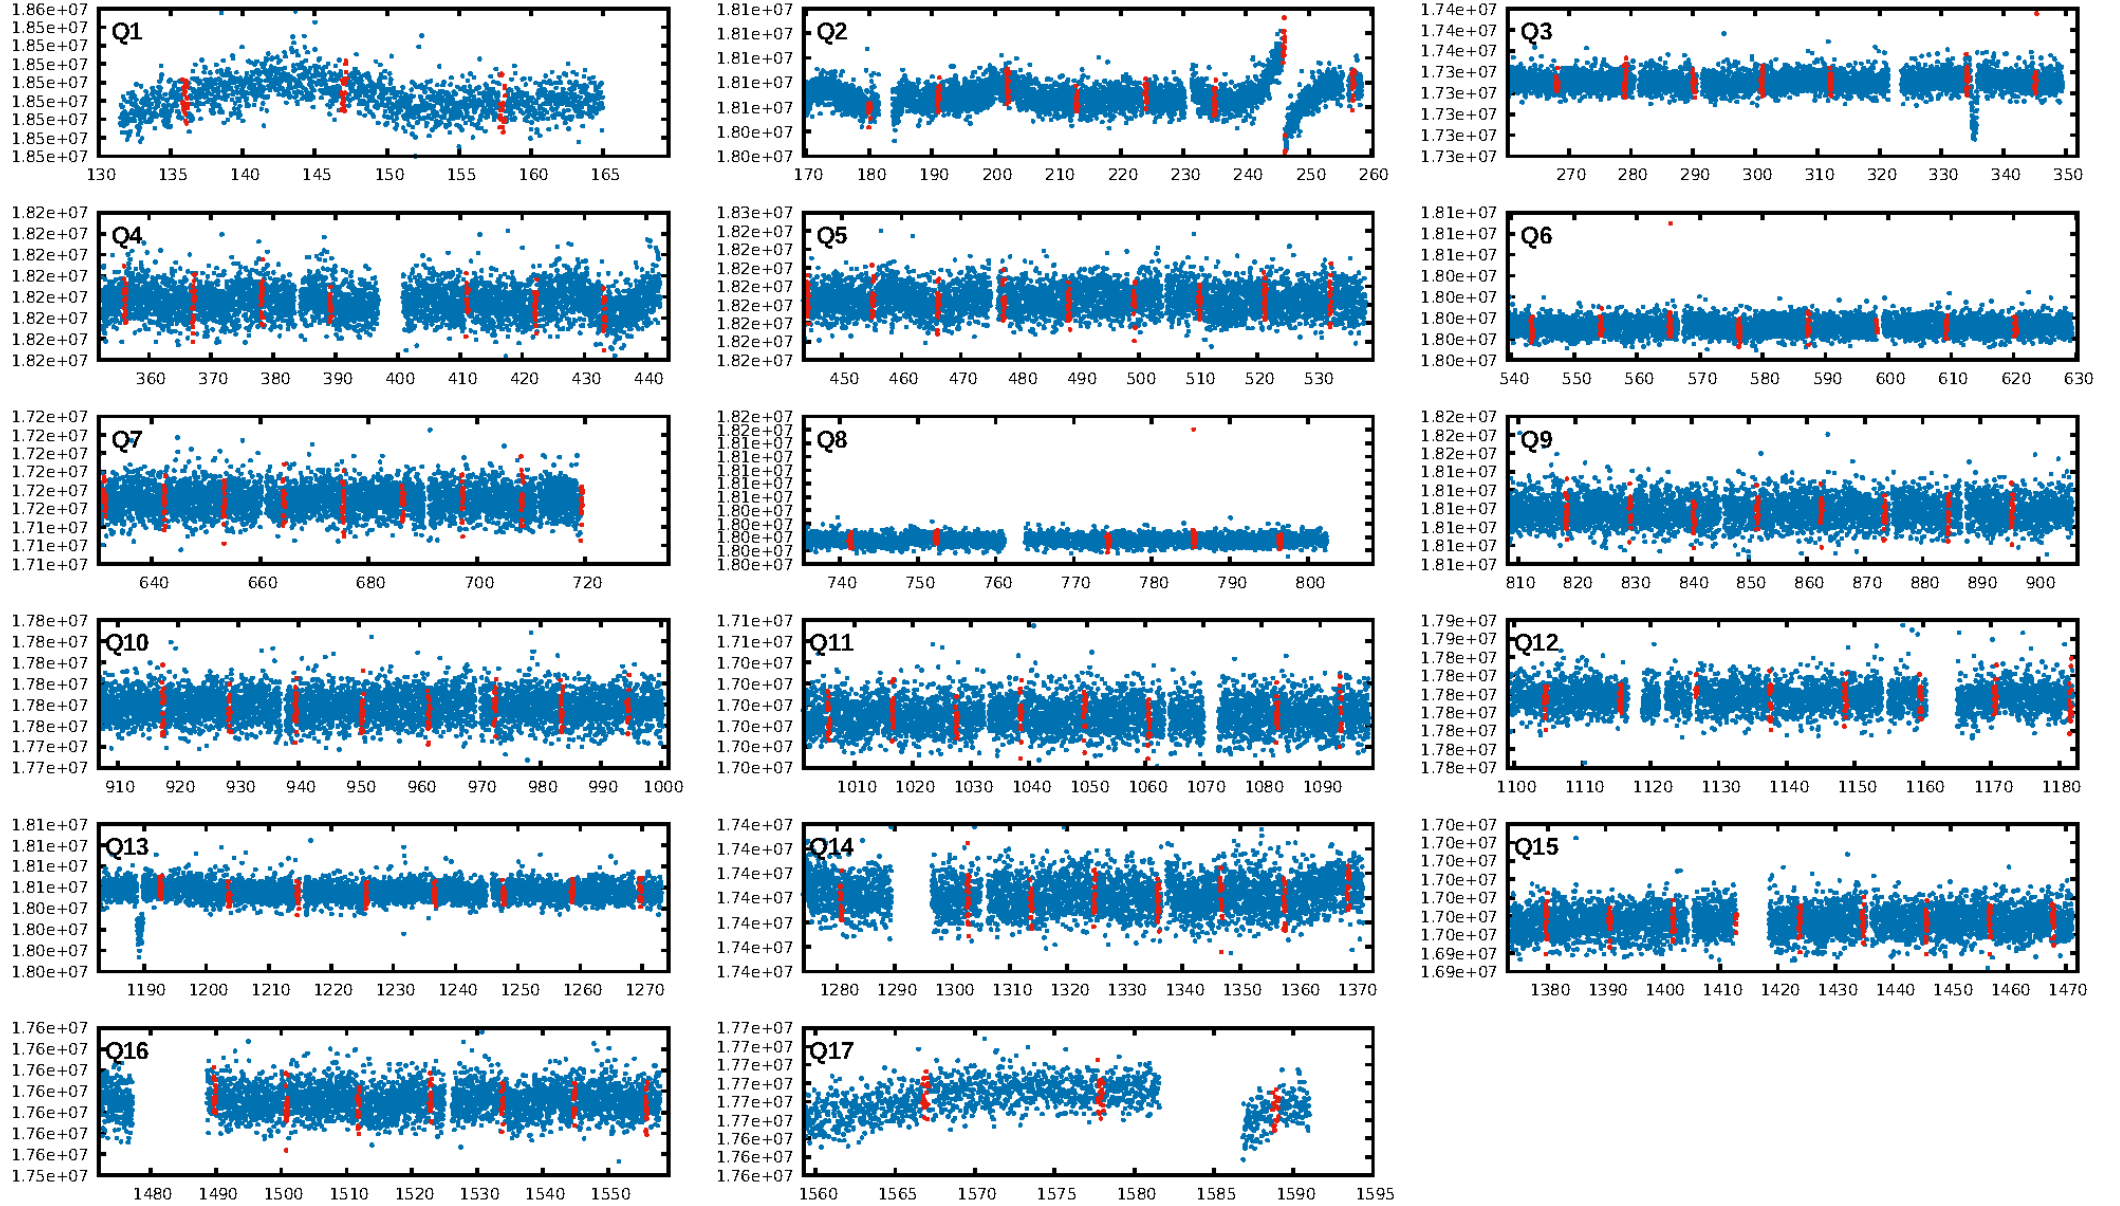 Q1
1.86e+07
1.85e+07
1.85e+07
1.85e+07
1.85e+07
1.85e+07
1.85e+07
1.85e+07
1.85e+07
130 135 140 145 150 155 160 165
Q2
1.81e+07
1.81e+07
1.81e+07
1.81e+07
1.81e+07
1.80e+07
1.80e+07
170 180 190 200 210 220 230 240 250 260
Q3
1.74e+07
1.74e+07
1.73e+07
1.73e+07
1.73e+07
1.73e+07
1.73e+07
1.73e+07
270 280 290 300 310 320 330 340 350
Q4
1.82e+07
1.82e+07
1.82e+07
1.82e+07
1.82e+07
1.82e+07
1.82e+07
1.82e+07
360 370 380 390 400 410 420 430 440
Q5
1.83e+07
1.82e+07
1.82e+07
1.82e+07
1.82e+07
1.82e+07
1.82e+07
1.82e+07
1.82e+07
450 460 470 480 490 500 510 520 530
Q6
1.81e+07
1.81e+07
1.80e+07
1.80e+07
1.80e+07
1.80e+07
1.80e+07
1.80e+07
540 550 560 570 580 590 600 610 620 630
Q7
1.72e+07
1.72e+07
1.72e+07
1.72e+07
1.72e+07
1.72e+07
1.71e+07
1.71e+07
1.71e+07
640 660 680 700 720
Q8
1.82e+07
1.82e+07
1.81e+07
1.81e+07
1.81e+07
1.81e+07
1.81e+07
1.81e+07
1.80e+07
1.80e+07
1.80e+07
1.80e+07
740 750 760 770 780 790 800
Q9
1.82e+07
1.82e+07
1.82e+07
1.81e+07
1.81e+07
1.81e+07
1.81e+07
1.81e+07
1.81e+07
810 820 830 840 850 860 870 880 890 900
Q10
1.78e+07
1.78e+07
1.78e+07
1.78e+07
1.78e+07
1.78e+07
1.77e+07
1.77e+07
910 920 930 940 950 960 970 980 990 1000
Q11
1.71e+07
1.71e+07
1.70e+07
1.70e+07
1.70e+07
1.70e+07
1.70e+07
1.70e+07
1010 1020 1030 1040 1050 1060 1070 1080 1090
Q12
1.79e+07
1.79e+07
1.78e+07
1.78e+07
1.78e+07
1.78e+07
1.78e+07
1.78e+07
1.78e+07
1100 1110 1120 1130 1140 1150 1160 1170 1180
Q13
1.81e+07
1.81e+07
1.81e+07
1.81e+07
1.80e+07
1.80e+07
1.80e+07
1.80e+07
1190 1200 1210 1220 1230 1240 1250 1260 1270
Q14
1.74e+07
1.74e+07
1.74e+07
1.74e+07
1.74e+07
1.74e+07
1.74e+07
1280 1290 1300 1310 1320 1330 1340 1350 1360 1370
Q15
1.70e+07
1.70e+07
1.70e+07
1.70e+07
1.70e+07
1.70e+07
1.70e+07
1.69e+07
1.69e+07
1380 1390 1400 1410 1420 1430 1440 1450 1460 1470
Q16
1.76e+07
1.76e+07
1.76e+07
1.76e+07
1.76e+07
1.76e+07
1.76e+07
1.75e+07
1480 1490 1500 1510 1520 1530 1540 1550
Q17
1.77e+07
1.77e+07
1.77e+07
1.77e+07
1.77e+07
1.77e+07
1.76e+07
1.76e+07
1.76e+07
1560 1565 1570 1575 1580 1585 1590 1595